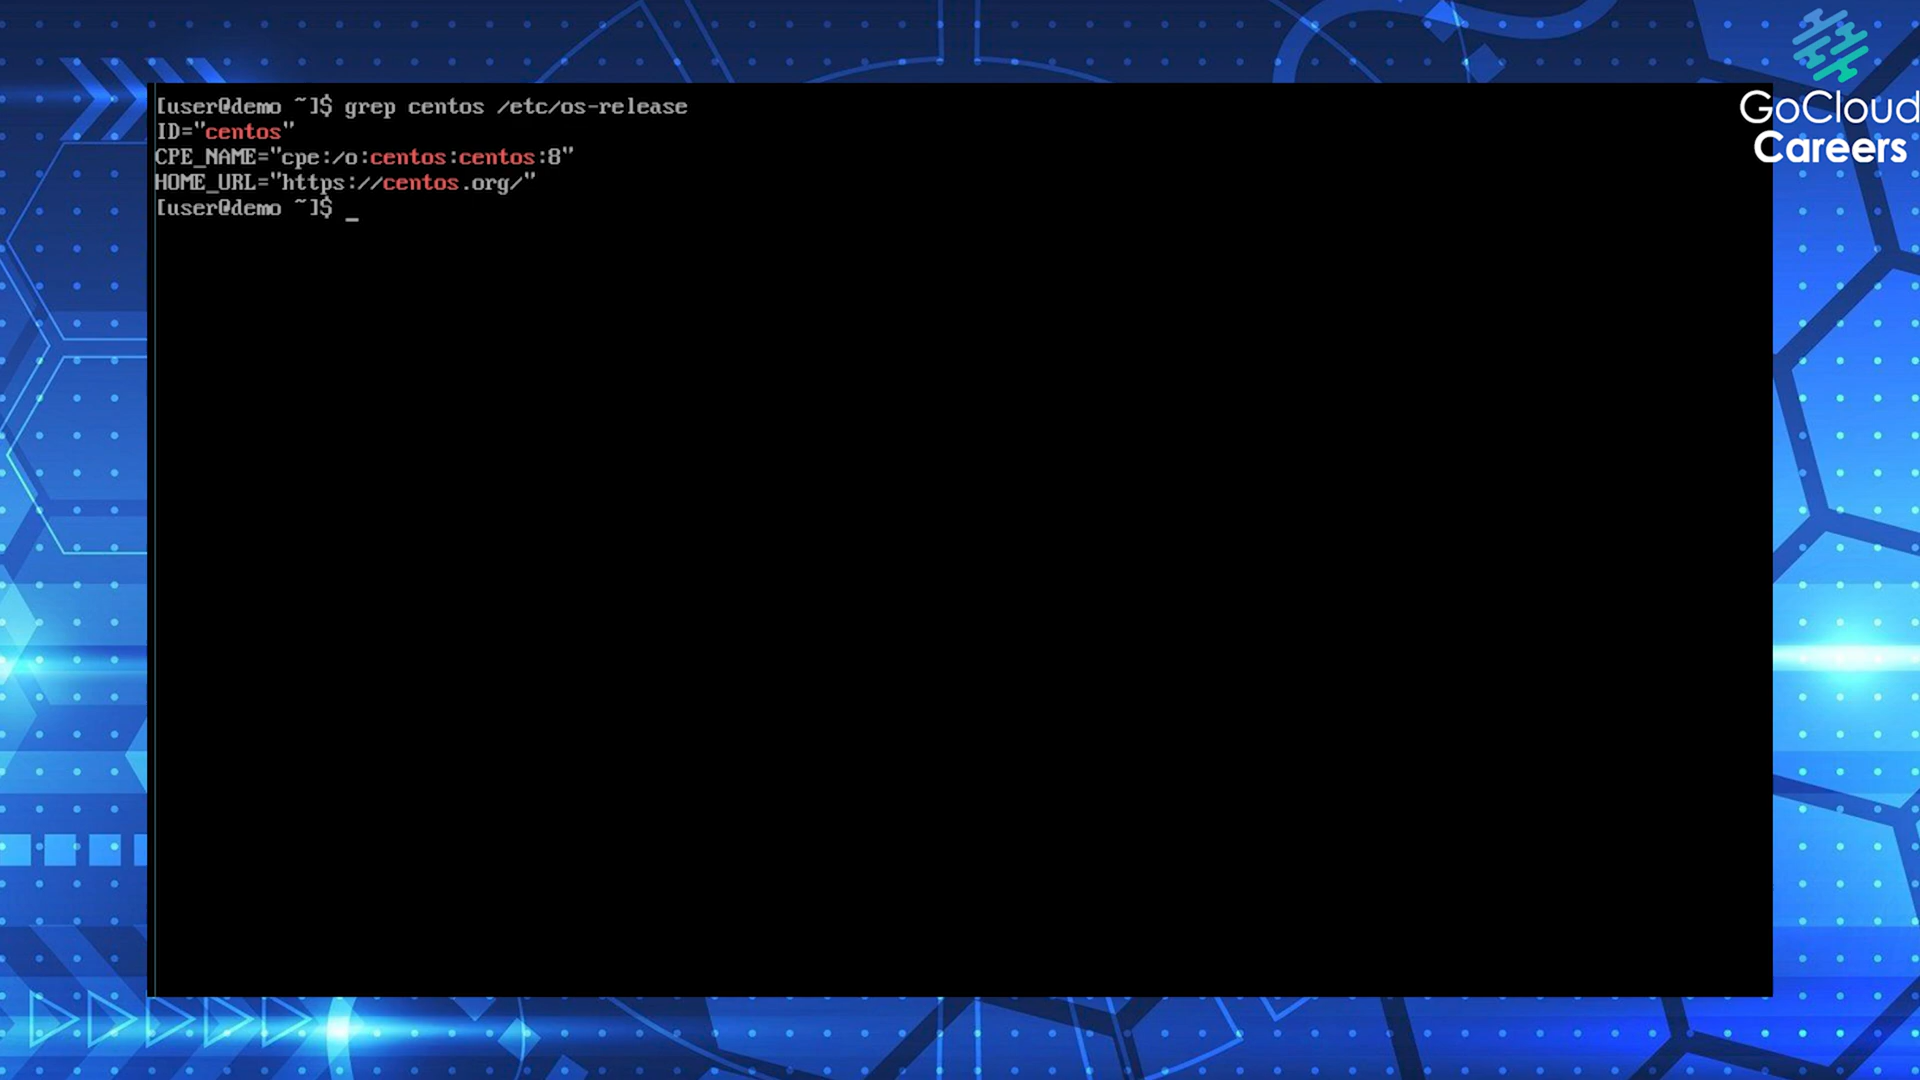 [user@demo ~]$ grep centos /etc/os-release
ID="centos"
CPE_NAME="cpe:/o:centos:centos:8"
HOME_URL="https://centos.org/"
[user@demo ~]$ _
GoCloud
Careers